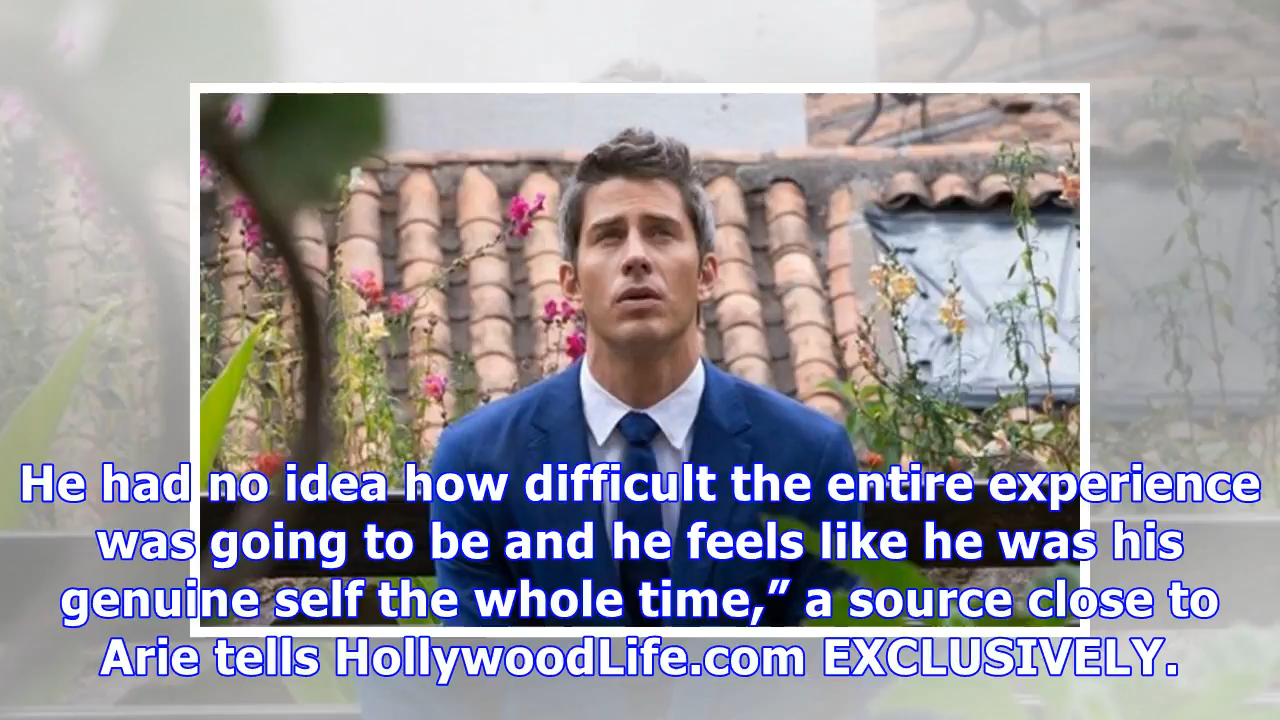 He had no idea how difficult the entire experience
was going to be and he feels like he was his
genuine self the whole time,” a source close to
Arie tells HollywoodLife.com EXCLUSIVELY.